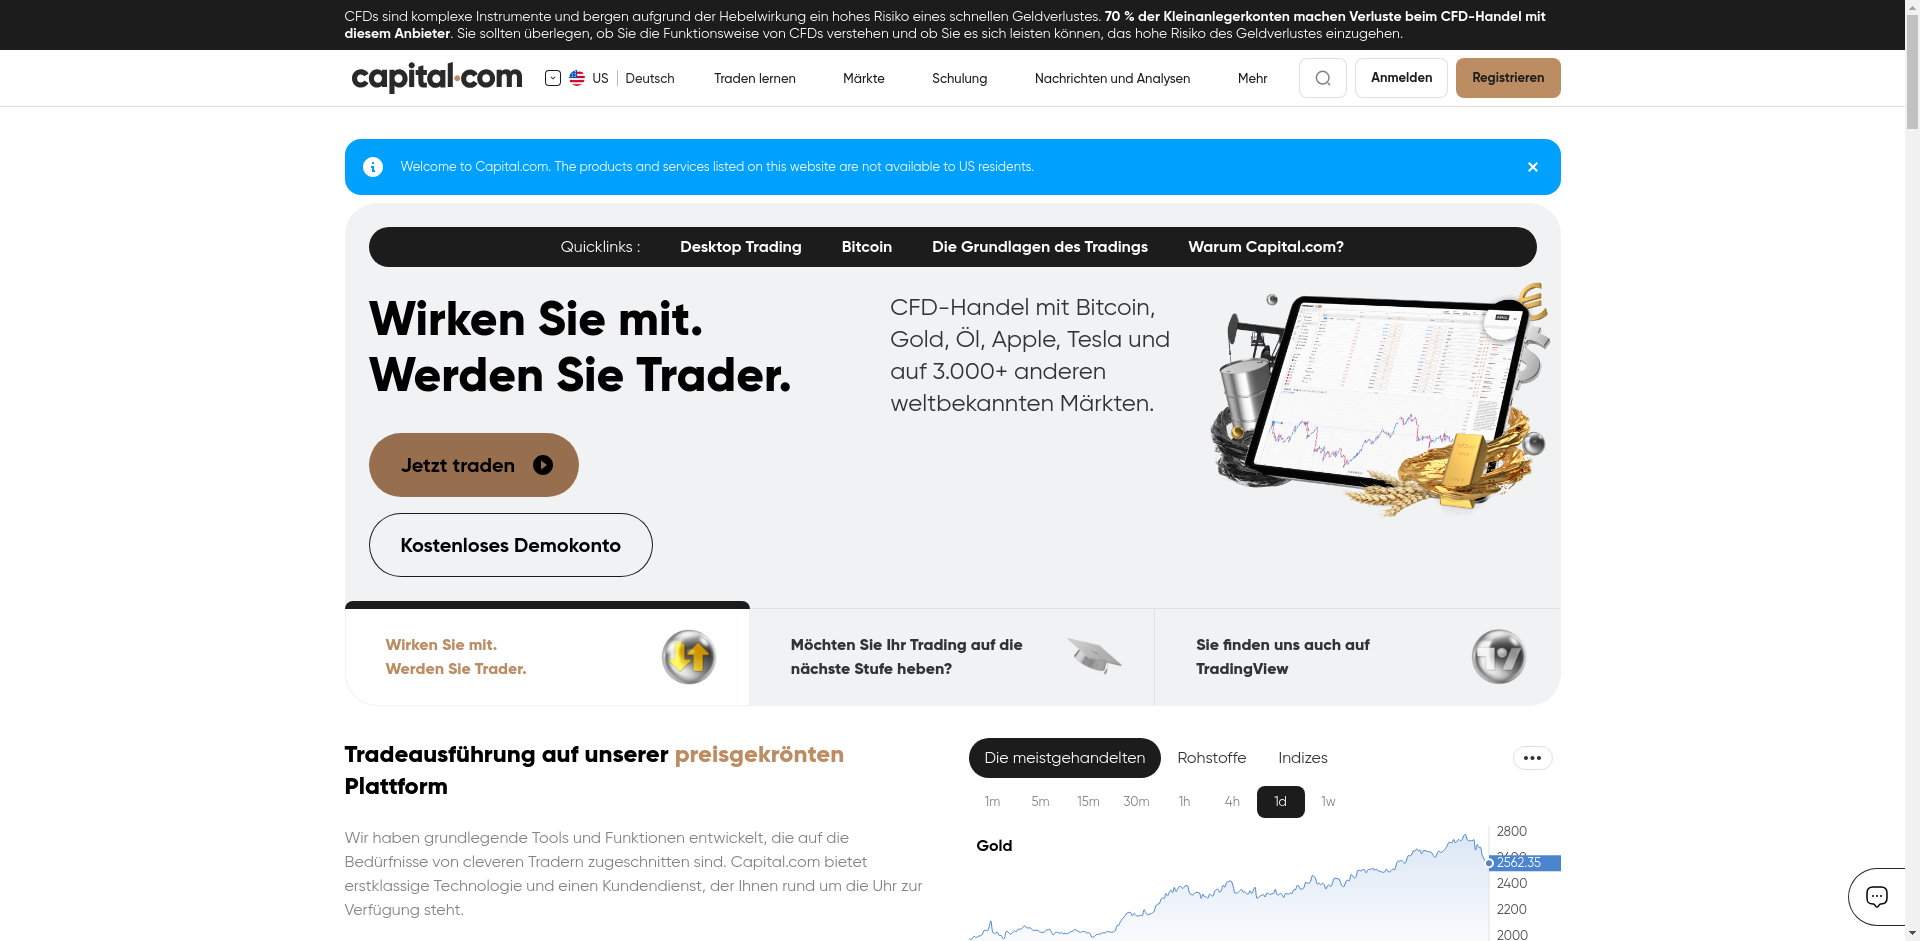 CFDs sind komplexe Instrumente und bergen aufgrund der Hebelwirkung ein hohes Risiko eines schnellen Geldverlustes. 70 % der Kleinanlegerkonten machen Verluste beim CFD-Handel mit
diesem Anbieter. Sie sollten überlegen, ob Sie die Funktionsweise von CFDs verstehen und ob Sie es sich leisten können, das hohe Risiko des Geldverlustes einzugehen.
capital.com
US Deutsch
Traden lernen
Märkte
Schulung
Nachrichten und Analysen
Mehr
Anmelden
Registrieren
Welcome to Capital.com. The products and services listed on this website are not available to US residents.
Quicklinks :
Desktop Trading
Bitcoin
Die Grundlagen des Tradings
Warum Capital.com?
Wirken Sie mit.
Werden Sie Trader.
CFD-Handel mit Bitcoin,
Gold, Öl, Apple, Tesla und
auf 3.000+ anderen
weltbekannten Märkten.
Jetzt traden
Kostenloses Demokonto
Wirken Sie mit.
Werden Sie Trader.
Möchten Sie Ihr Trading auf die
nächste Stufe heben?
Sie finden uns auch auf
TradingView
Tradeausführung auf unserer preisgekrönten
Plattform
Wir haben grundlegende Tools und Funktionen entwickelt, die auf die
Bedürfnisse von cleveren Tradern zugeschnitten sind. Capital.com bietet
erstklassige Technologie und einen Kundendienst, der Ihnen rund um die Uhr zur
Verfügung steht.
Die meistgehandelten
Rohstoffe
Indizes
1m 5m 15m 30m 1h 4h 1d 1w
Gold
2800
2562.35
2400
2200
2000